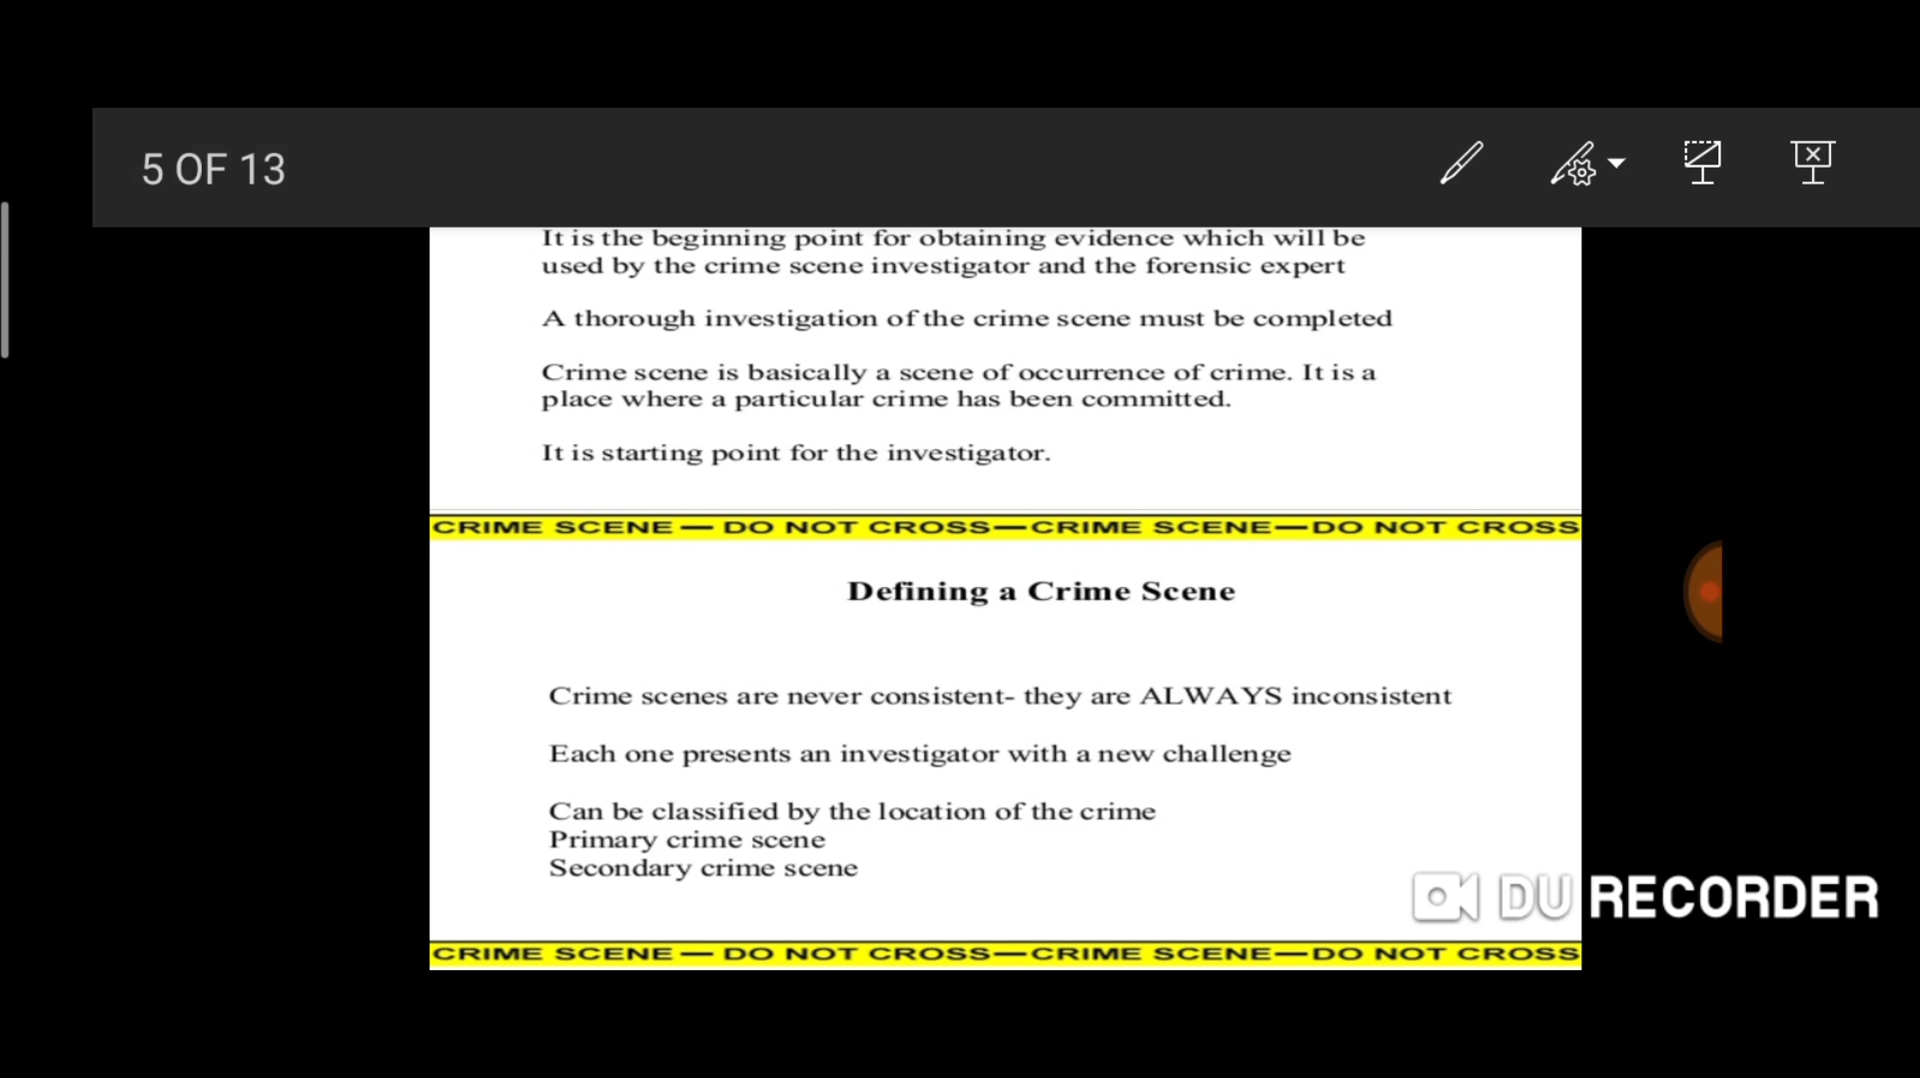 5 OF 13
It is the beginning point for obtaining evidence which will be
used by the crime scene investigator and the forensic expert
A thorough investigation of the crime scene must be completed
Crime scene is basically a scene of occurrence of crime. It is a
place where a particular crime has been committed.
It is starting point for the investigator.
CRIME SCENE — DO NOT CROSS—CRIME SCENE—DO NOT CROSS
Defining a Crime Scene
Crime scenes are never consistent- they are ALWAYS inconsistent
Each one presents an investigator with a new challenge
Can be classified by the location of the crime
Primary crime scene
Secondary crime scene
DU RECORDER
CRIME SCENE — DO NOT CROSS—CRIME SCENE—DO NOT CROSS